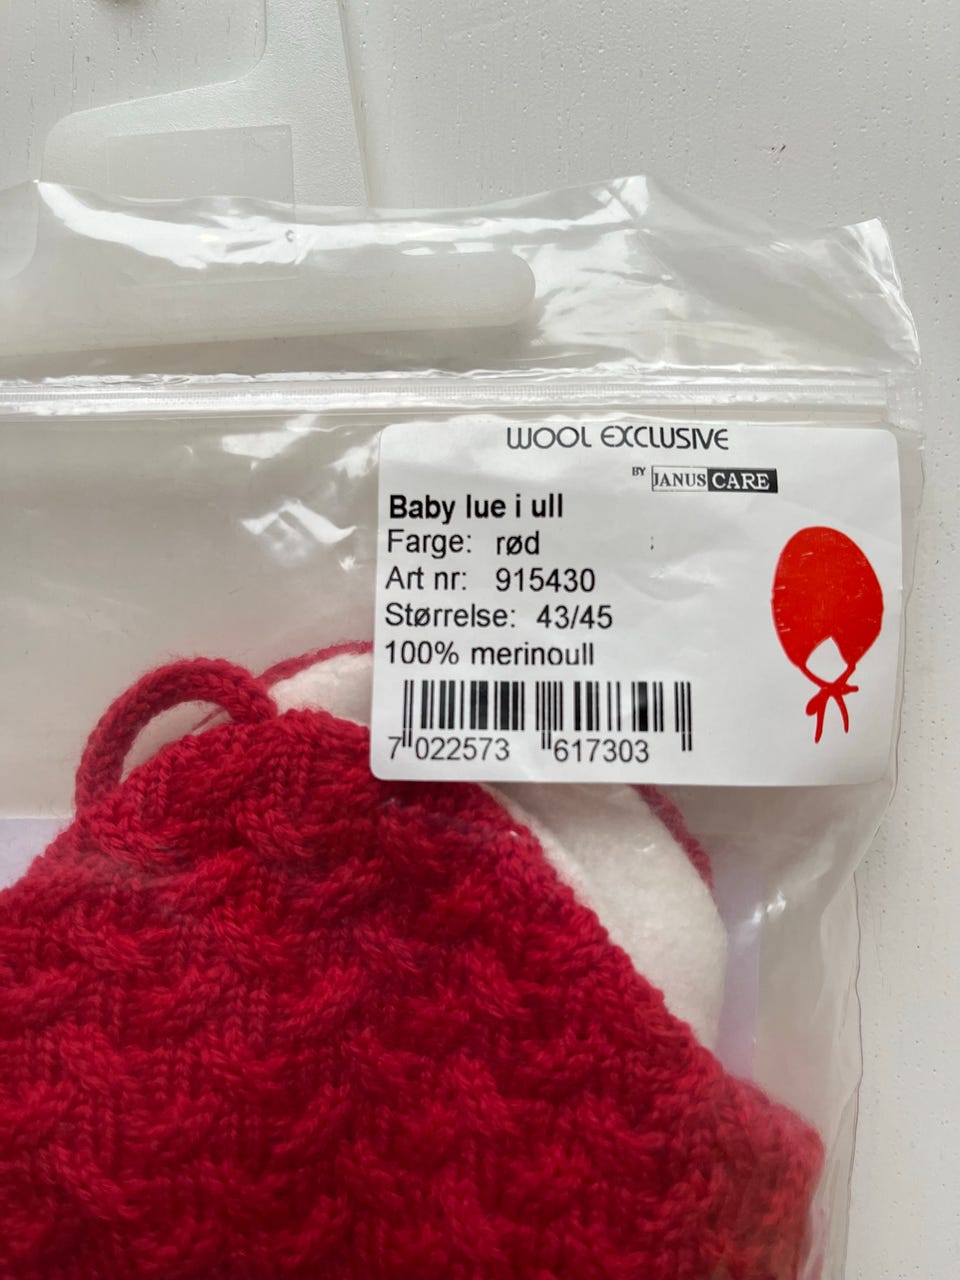 WOOL EXCLUSIVE
BY JANUS CARE
Baby lue i ull
Farge: rød
Art nr: 915430
Størrelse: 43/45
100% merinoull
7 022573 617303